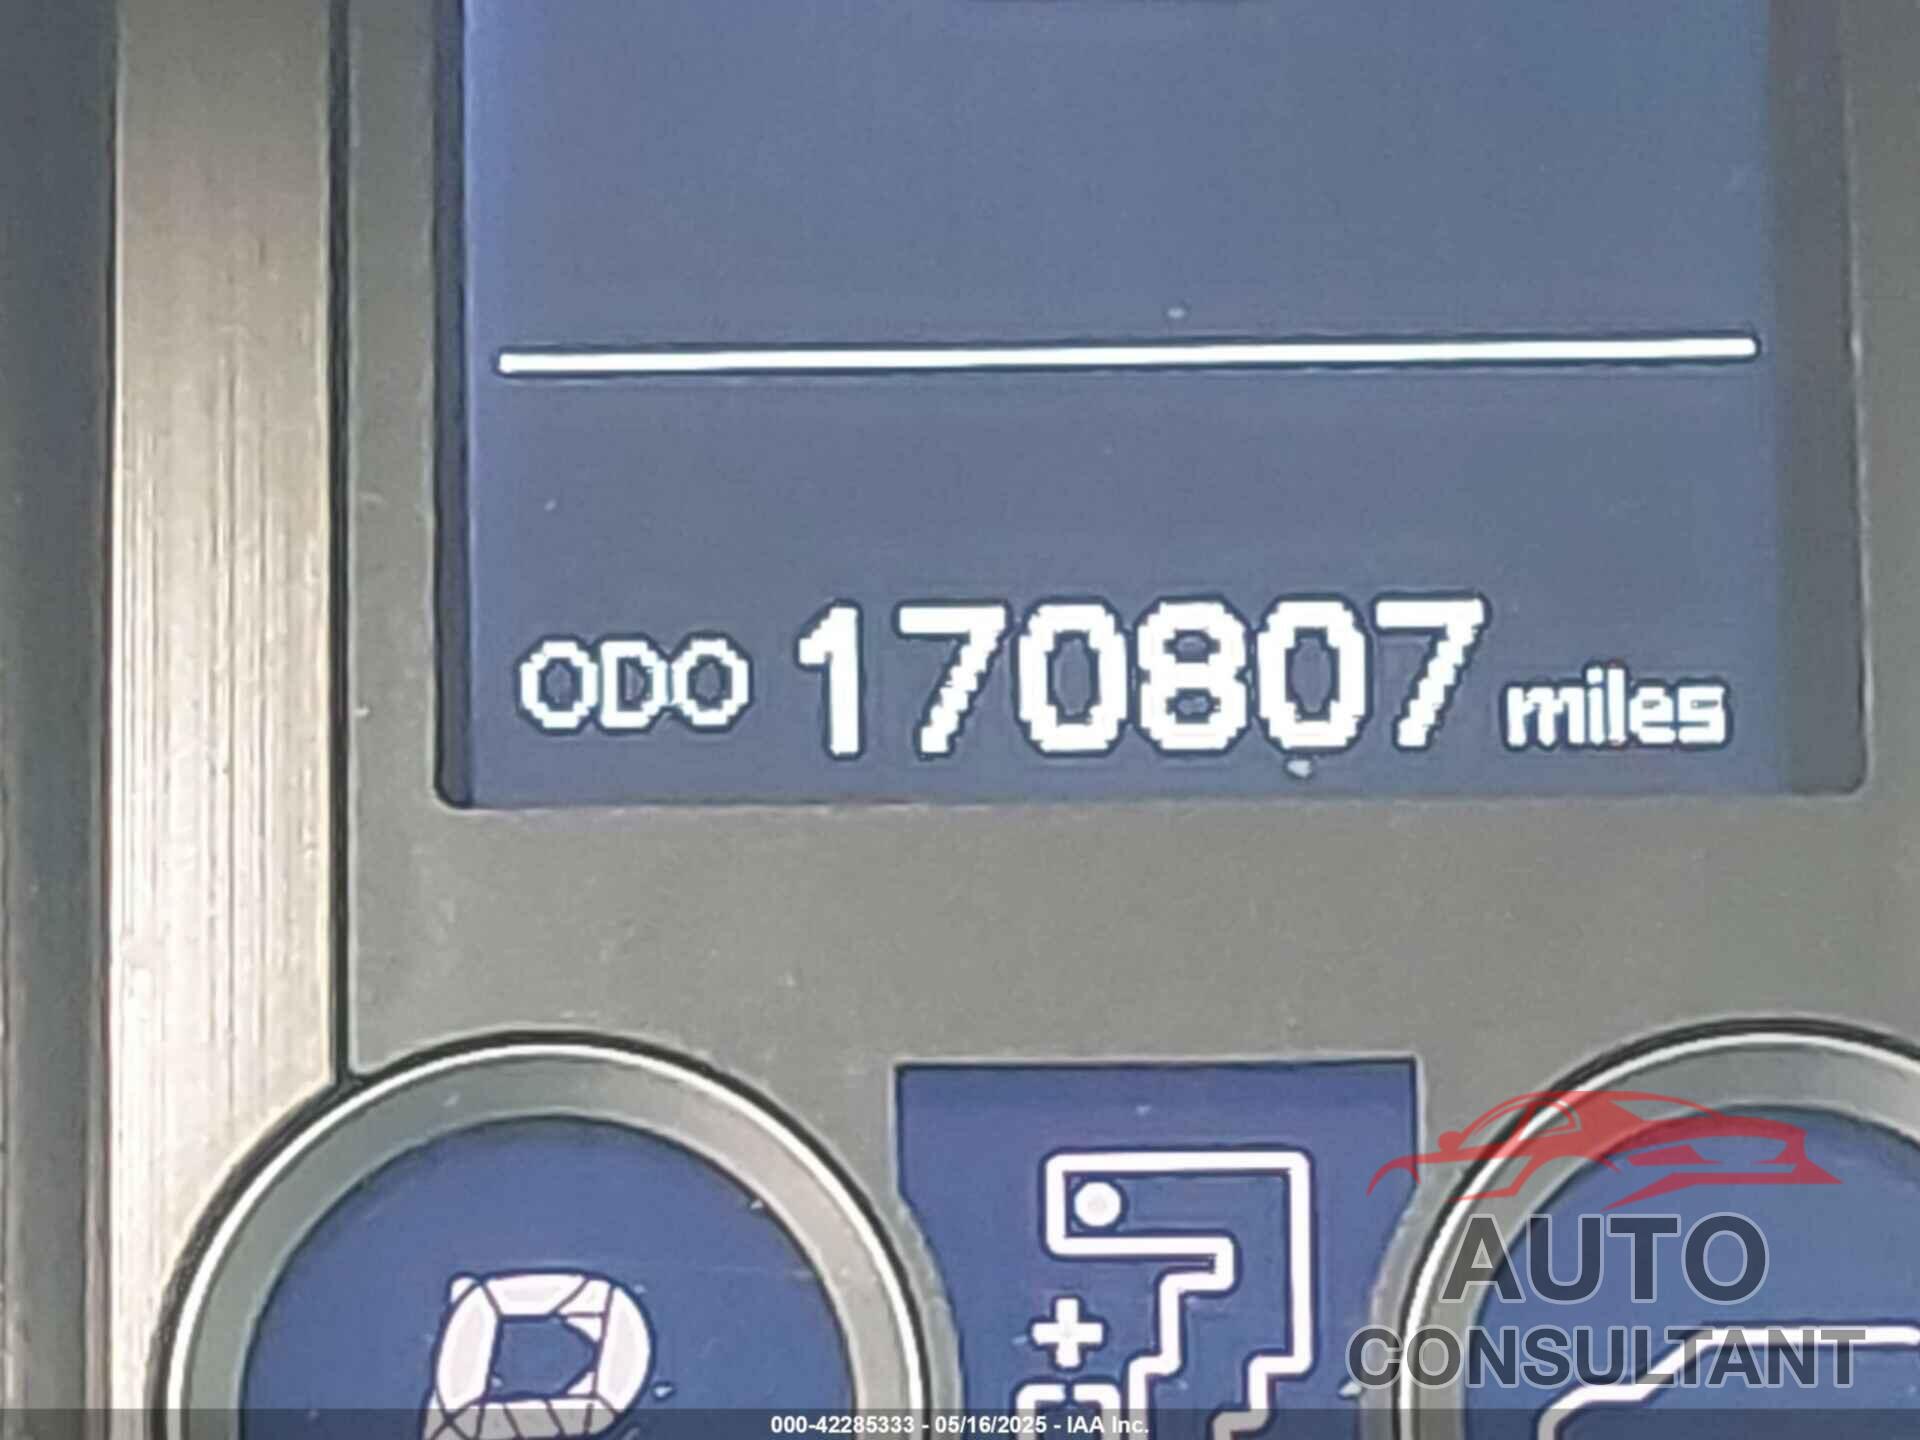 ODO 170807 miles
P
AUTO
CONSULTANT
000-42285333 - 05/16/2025 - IAA Inc.